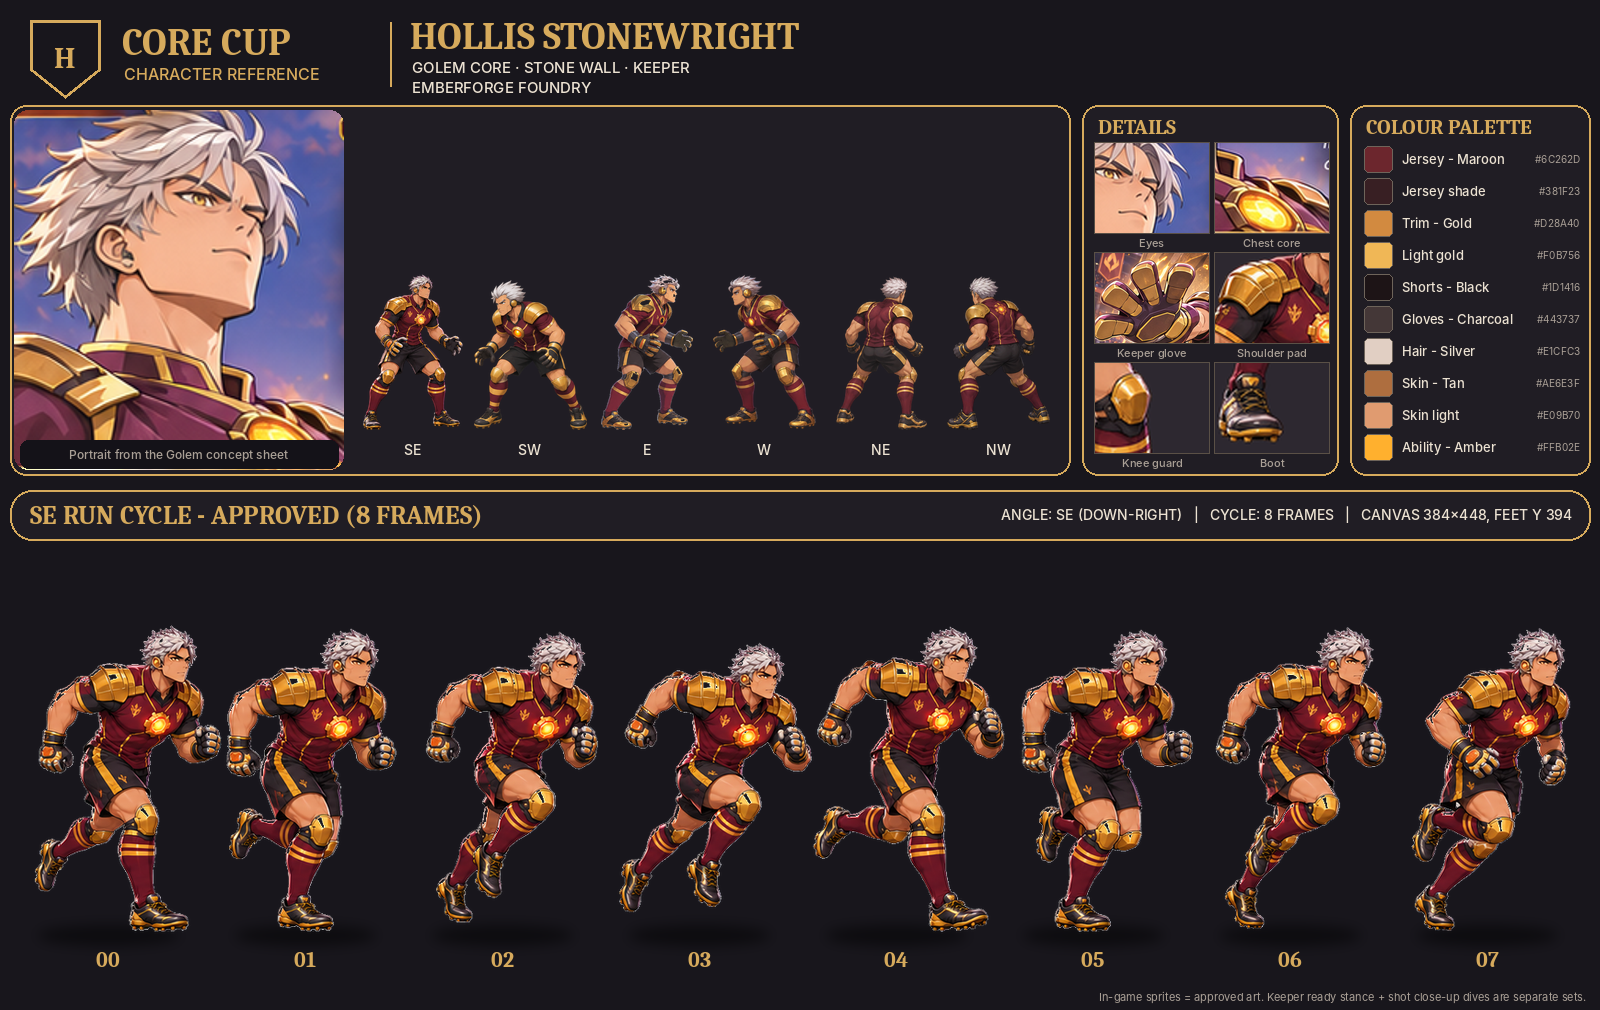 H
CORE CUP
CHARACTER REFERENCE
HOLLIS STONEWRIGHT
GOLEM CORE · STONE WALL · KEEPER
EMBERFORGE FOUNDRY
Portrait from the Golem concept sheet
SE SW E W NE NW
DETAILS
Eyes Chest core
Keeper glove Shoulder pad
Knee guard Boot
COLOUR PALETTE
Jersey - Maroon #6C262D
Jersey shade #381F23
Trim - Gold #D28A40
Light gold #F0B756
Shorts - Black #1D1416
Gloves - Charcoal #443737
Hair - Silver #E1CFC3
Skin - Tan #AE6E3F
Skin light #E09B70
Ability - Amber #FFB02E
SE RUN CYCLE - APPROVED (8 FRAMES)
ANGLE: SE (DOWN-RIGHT) | CYCLE: 8 FRAMES | CANVAS 384×448, FEET Y 394
00 01 02 03 04 05 06 07
In-game sprites = approved art. Keeper ready stance + shot close-up dives are separate sets.